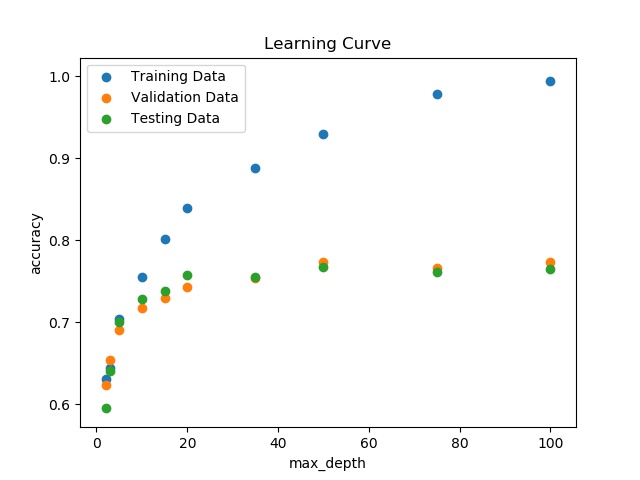 Learning Curve
Training Data
Validation Data
Testing Data
1.0
0.9
0.8
0.7
0.6
accuracy
0 20 40 60 80 100
max_depth